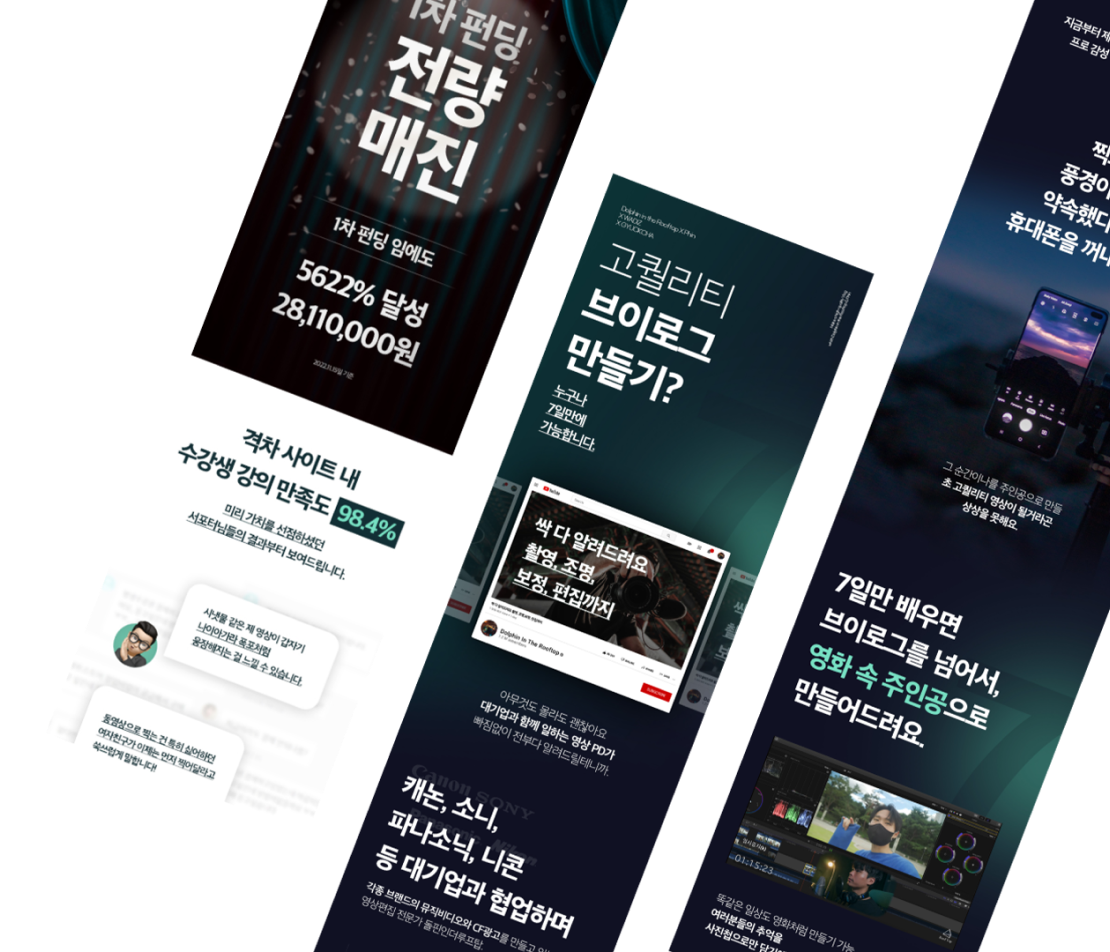 1차 펀딩
전량
매진
1차 펀딩 임에도
5622% 달성
28,110,000원
격차 사이트 내
수강생 강의 만족도 98.4%
미리 가치를 선점하셨던
서포터님들의 결과부터 보여드립니다.
시냇물 같은 제 영상이 갑자기
나이아가라 폭포처럼
웅장해지는 걸 느낄 수 있습니다.
동영상으로 찍는 건 특히 싫어하던
여자친구가 이제는 먼저 찍어달라고
쑥쓰럽게 말합니다!
Dolphin in the Rooftop X Phin
X WADIZ
X GYUCKCHA
고퀄리티
브이로그
만들기?
누구나
7일만에
가능합니다.
YouTube
싹 다 알려드려요
촬영, 조명,
보정, 편집까지
Dolphin In The Rooftop
SUBSCRIBE
아무것도 몰라도 괜찮아요
대기업과 함께 일하는 영상 PD가
빠짐없이 전부다 알려드릴테니까.
Canon SONY
캐논, 소니,
파나소닉, 니콘
등 대기업과 협업하며
각종 브랜드의 뮤직비디오와 CF광고를 만들고
영상편집 전문가 돌핀인더루프탑.
지금부터
프로 감성
풍경이
약속했다
휴대폰을 꺼내
그 순간이 나를 주인공으로 만들
초 고퀄리티 영상이 될거라곤
상상을 못해요.
7일만 배우면
브이로그를 넘어서,
영화 속 주인공으로
만들어드려요.
01:15:23
똑같은 일상도 영화처럼 만들기 가능
여러분들의 추억을
사진첩으로만